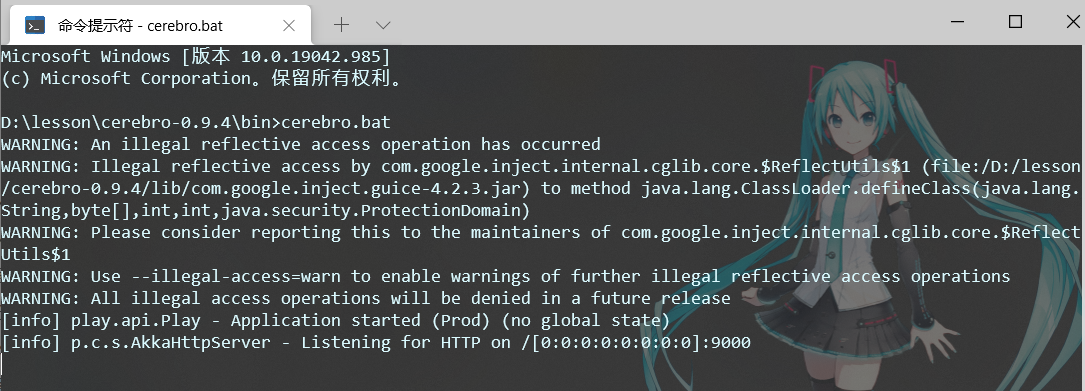 命令提示符 - cerebro.bat
Microsoft Windows [版本 10.0.19042.985]
(c) Microsoft Corporation。保留所有权利。
D:\lesson\cerebro-0.9.4\bin>cerebro.bat
WARNING: An illegal reflective access operation has occurred
WARNING: Illegal reflective access by com.google.inject.internal.cglib.core.$ReflectUtils$1 (file:/D:/lesson
/cerebro-0.9.4/lib/com.google.inject.guice-4.2.3.jar) to method java.lang.ClassLoader.defineClass(java.lang.
String,byte[],int,int,java.security.ProtectionDomain)
WARNING: Please consider reporting this to the maintainers of com.google.inject.internal.cglib.core.$Reflect
Utils$1
WARNING: Use --illegal-access=warn to enable warnings of further illegal reflective access operations
WARNING: All illegal access operations will be denied in a future release
[info] play.api.Play - Application started (Prod) (no global state)
[info] p.c.s.AkkaHttpServer - Listening for HTTP on /[0:0:0:0:0:0:0:0]:9000